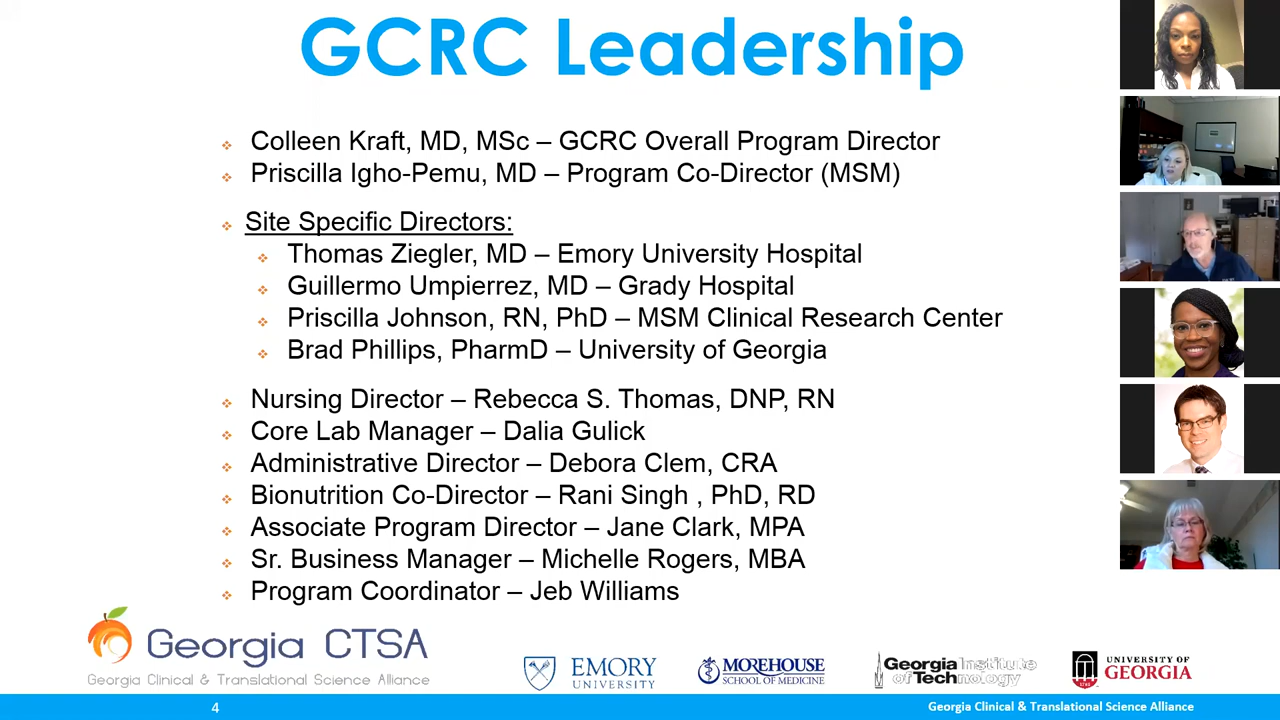 GCRC Leadership
Colleen Kraft, MD, MSc – GCRC Overall Program Director
Priscilla Igho-Pemu, MD – Program Co-Director (MSM)
Site Specific Directors:
Thomas Ziegler, MD – Emory University Hospital
Guillermo Umpierrez, MD – Grady Hospital
Priscilla Johnson, RN, PhD – MSM Clinical Research Center
Brad Phillips, PharmD – University of Georgia
Nursing Director – Rebecca S. Thomas, DNP, RN
Core Lab Manager – Dalia Gulick
Administrative Director – Debora Clem, CRA
Bionutrition Co-Director – Rani Singh , PhD, RD
Associate Program Director – Jane Clark, MPA
Sr. Business Manager – Michelle Rogers, MBA
Program Coordinator – Jeb Williams
Georgia CTSA
Georgia Clinical & Translational Science Alliance
EMORY
UNIVERSITY
MOREHOUSE
SCHOOL OF MEDICINE
Georgia Institute
of Technology
UNIVERSITY OF
GEORGIA
4
Georgia Clinical & Translational Science Alliance